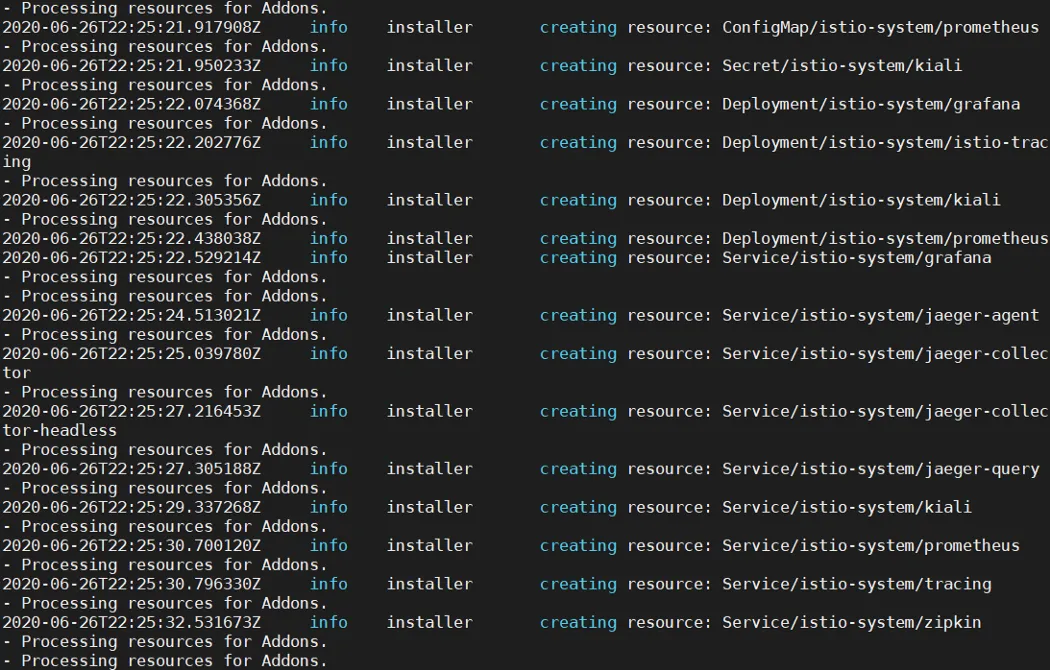 - Processing resources for Addons.
2020-06-26T22:25:21.917908Z     info    installer       creating resource: ConfigMap/istio-system/prometheus
- Processing resources for Addons.
2020-06-26T22:25:21.950233Z     info    installer       creating resource: Secret/istio-system/kiali
- Processing resources for Addons.
2020-06-26T22:25:22.074368Z     info    installer       creating resource: Deployment/istio-system/grafana
- Processing resources for Addons.
2020-06-26T22:25:22.202776Z     info    installer       creating resource: Deployment/istio-system/istio-trac
ing
- Processing resources for Addons.
2020-06-26T22:25:22.305356Z     info    installer       creating resource: Deployment/istio-system/kiali
- Processing resources for Addons.
2020-06-26T22:25:22.438038Z     info    installer       creating resource: Deployment/istio-system/prometheus
2020-06-26T22:25:22.529214Z     info    installer       creating resource: Service/istio-system/grafana
- Processing resources for Addons.
- Processing resources for Addons.
2020-06-26T22:25:24.513021Z     info    installer       creating resource: Service/istio-system/jaeger-agent
- Processing resources for Addons.
2020-06-26T22:25:25.039780Z     info    installer       creating resource: Service/istio-system/jaeger-collec
tor
- Processing resources for Addons.
2020-06-26T22:25:27.216453Z     info    installer       creating resource: Service/istio-system/jaeger-collec
tor-headless
- Processing resources for Addons.
2020-06-26T22:25:27.305188Z     info    installer       creating resource: Service/istio-system/jaeger-query
- Processing resources for Addons.
2020-06-26T22:25:29.337268Z     info    installer       creating resource: Service/istio-system/kiali
- Processing resources for Addons.
2020-06-26T22:25:30.700120Z     info    installer       creating resource: Service/istio-system/prometheus
- Processing resources for Addons.
2020-06-26T22:25:30.796330Z     info    installer       creating resource: Service/istio-system/tracing
- Processing resources for Addons.
2020-06-26T22:25:32.531673Z     info    installer       creating resource: Service/istio-system/zipkin
- Processing resources for Addons.
- Processing resources for Addons.